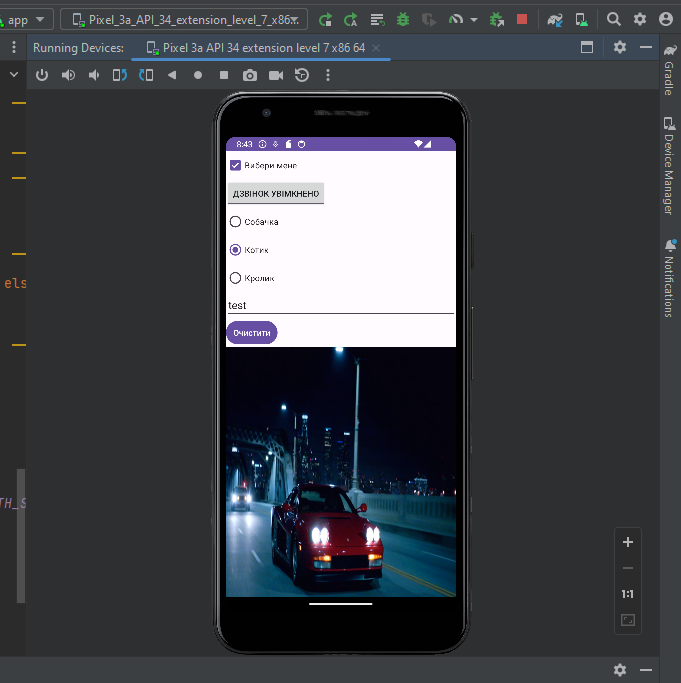 app
Pixel_3a_API_34_extension_level_7_x86
Running Devices:
Pixel 3a API 34 extension level 7 x86 64
Gradle
Device Manager
Notifications
els
TH_S
8:43
Вибери мене
ДЗВІНОК УВІМКНЕНО
Собачка
Котик
Кролик
test
Очистити
1:1